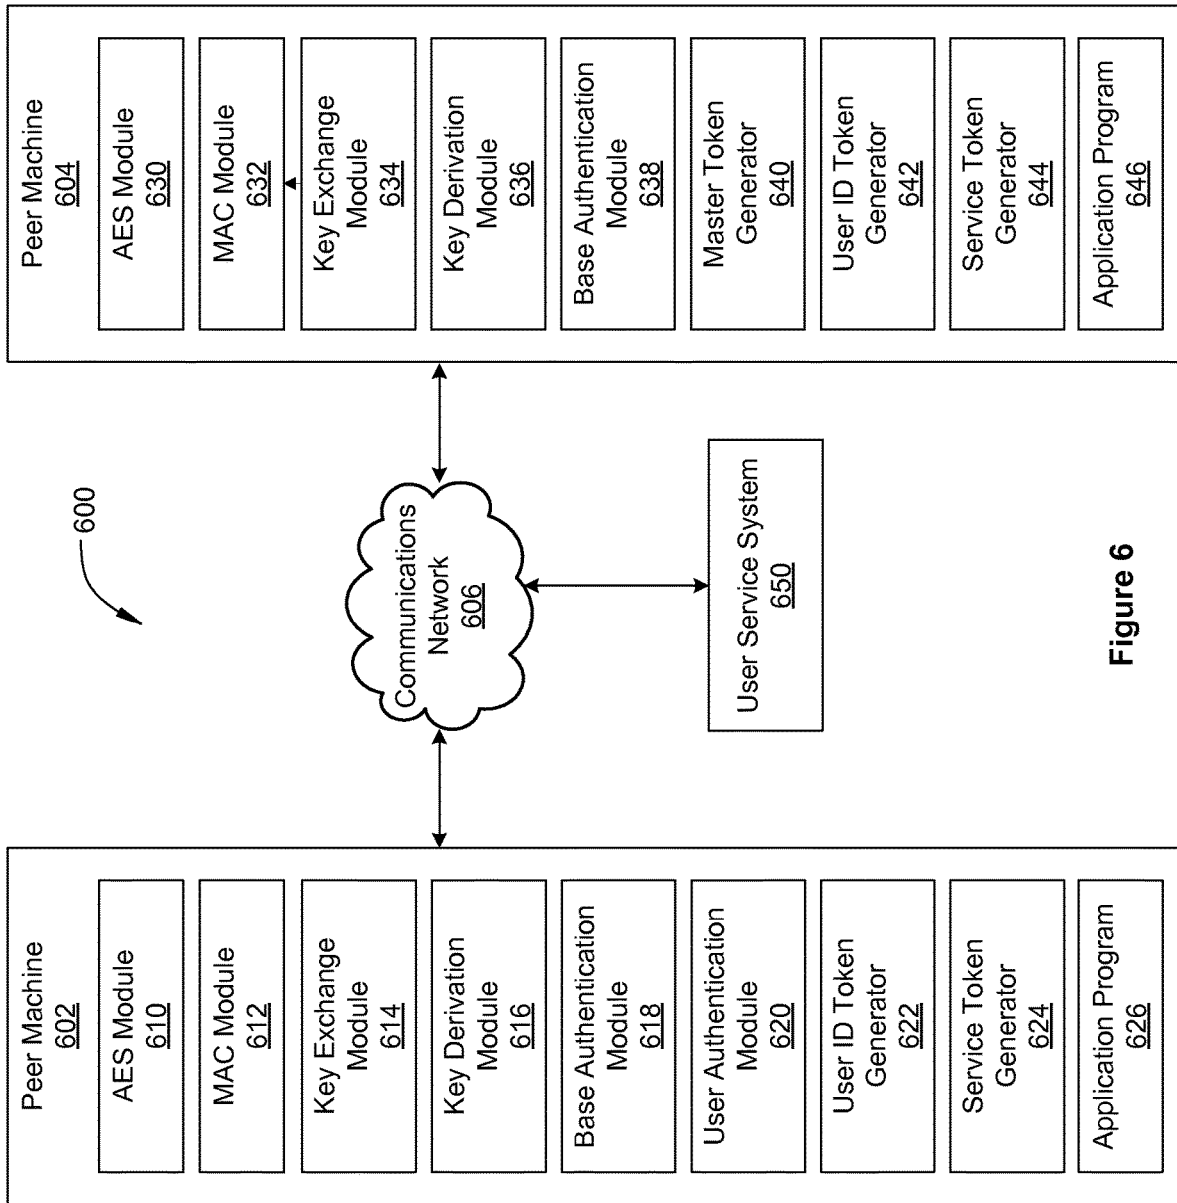 600
Peer Machine
602
AES Module
610
MAC Module
612
Key Exchange
Module
614
Key Derivation
Module
616
Base Authentication
Module
618
User Authentication
Module
620
User ID Token
Generator
622
Service Token
Generator
624
Application Program
626
Communications
Network
606
User Service System
650
Peer Machine
604
AES Module
630
MAC Module
632
Key Exchange
Module
634
Key Derivation
Module
636
Base Authentication
Module
638
Master Token
Generator
640
User ID Token
Generator
642
Service Token
Generator
644
Application Program
646
Figure 6